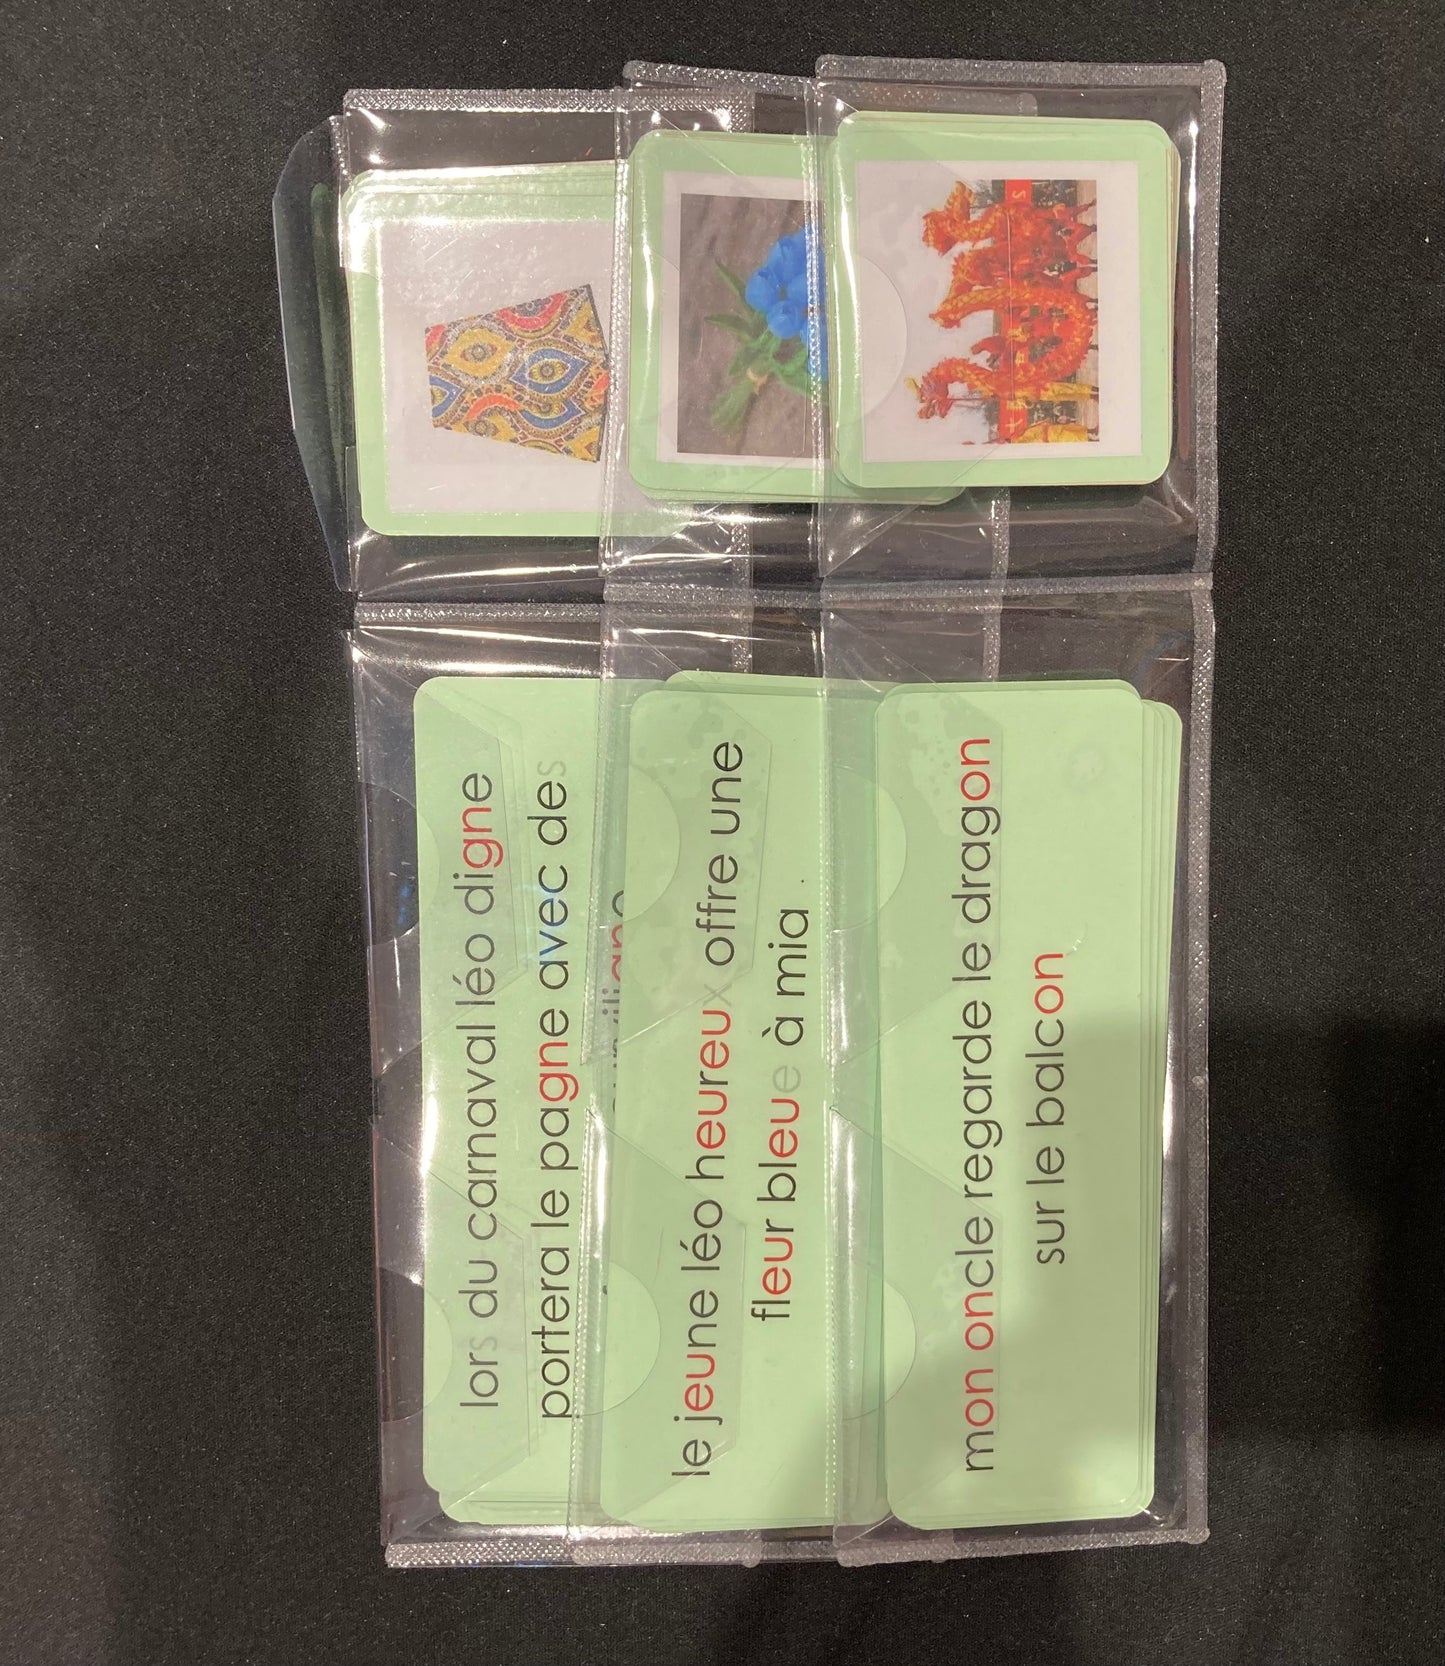 lors du carnaval léo digne
portera le pagne avec des
le jeune léo heureux offre une
fleur bleue à mia .
mon oncle regarde le dragon
sur le balcon